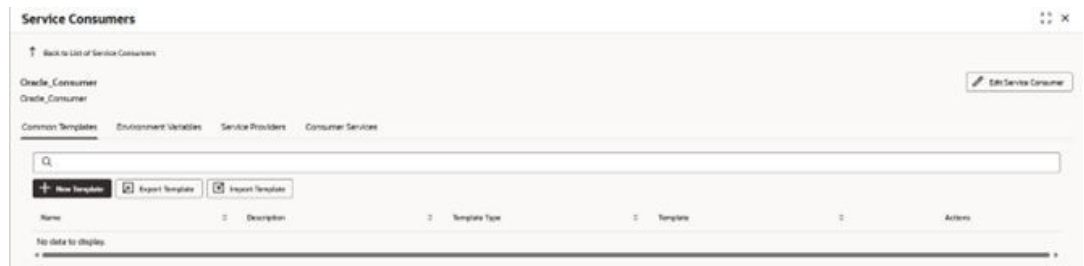 Service Consumers
Back to List of Service Consumers
Oracle_Consumer
Edit Service Consumer
Oracle_Consumer
Common Templates Environment Variables Service Providers Consumer Services
New Template Export Template Import Template
Name Description Template Type Template Actions
No data to display.